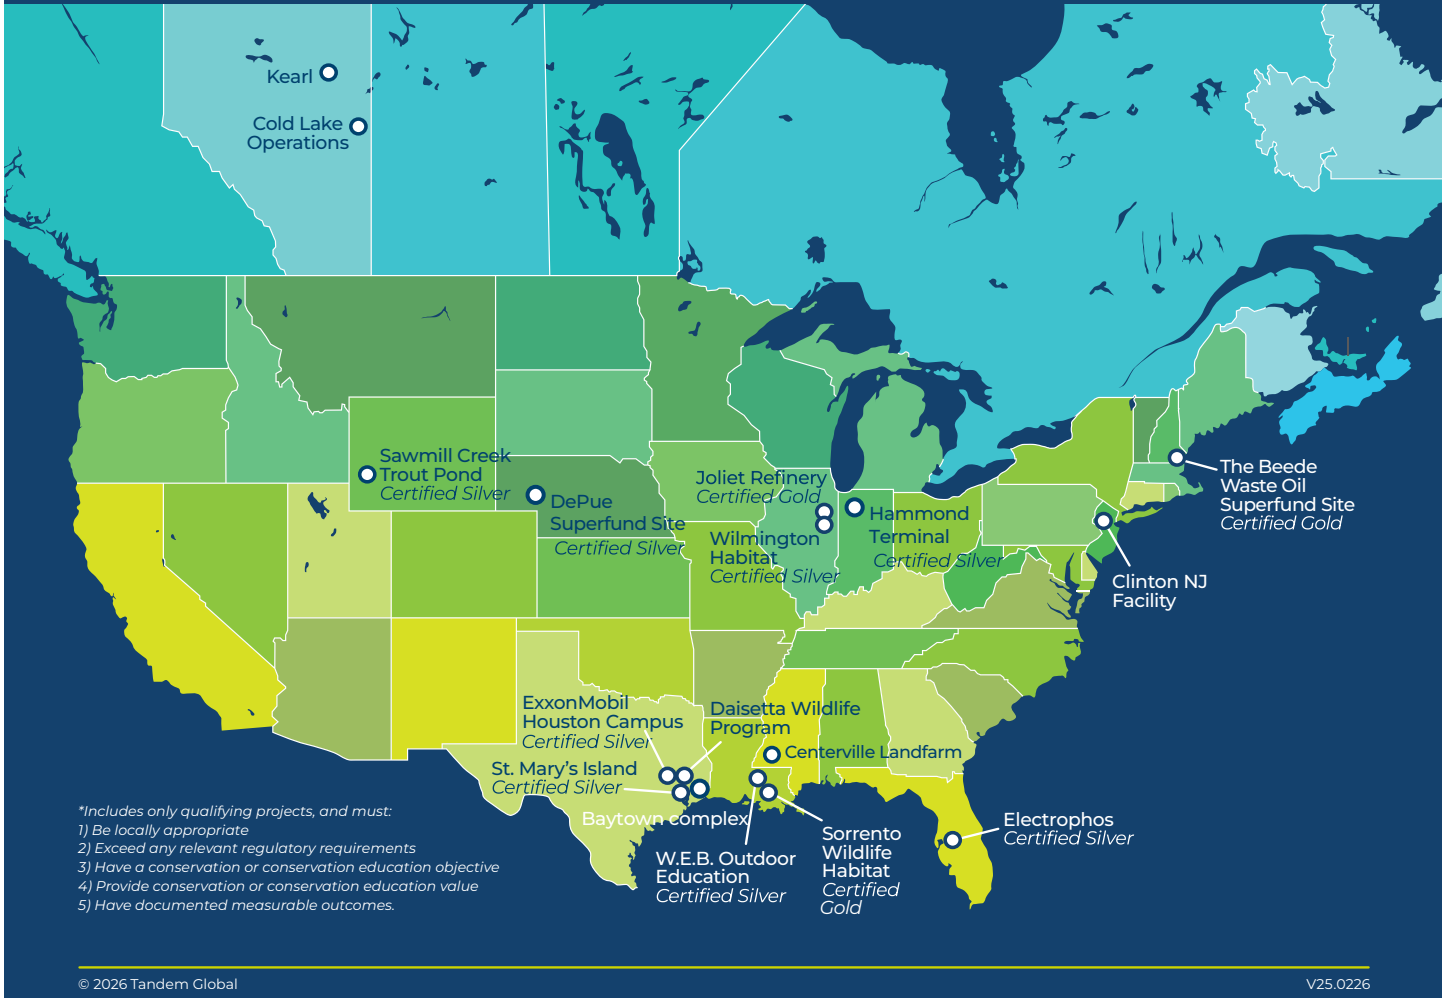 Kearl
Cold Lake
Operations
Sawmill Creek
Trout Pond
Certified Silver
DePue
Superfund Site
Certified Silver
Joliet Refinery
Certified Gold
Wilmington
Habitat
Certified Silver
Hammond
Terminal
Certified Silver
The Beede
Waste Oil
Superfund Site
Certified Gold
Clinton NJ
Facility
ExxonMobil
Houston Campus
Certified Silver
Daisetta Wildlife
Program
Centerville Landfarm
St. Mary's Island
Certified Silver
Baytown complex
W.E.B. Outdoor
Education
Certified Silver
Sorrento
Wildlife
Habitat
Certified
Gold
Electrophos
Certified Silver
*Includes only qualifying projects, and must:
1) Be locally appropriate
2) Exceed any relevant regulatory requirements
3) Have a conservation or conservation education objective
4) Provide conservation or conservation education value
5) Have documented measurable outcomes.
© 2026 Tandem Global
V25.0226